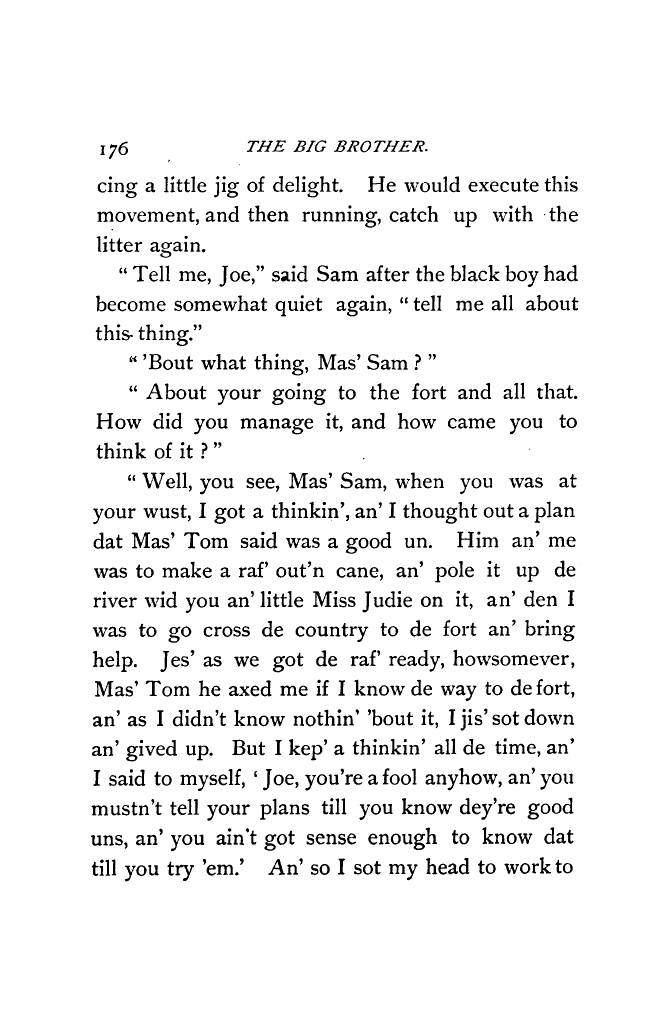 176 THE BIG BROTHER.
cing a little jig of delight. He would execute this
movement, and then running, catch up with the
litter again.
“ Tell me, Joe,” said Sam after the black boy had
become somewhat quiet again, “ tell me all about
this thing.”
“ ’Bout what thing, Mas’ Sam ? ”
“ About your going to the fort and all that.
How did you manage it, and how came you to
think of it ? ”
“ Well, you see, Mas’ Sam, when you was at
your wust, I got a thinkin’, an’ I thought out a plan
dat Mas’ Tom said was a good un. Him an’ me
was to make a raf’ out’n cane, an’ pole it up de
river wid you an’ little Miss Judie on it, an’ den I
was to go cross de country to de fort an’ bring
help. Jes’ as we got de raf’ ready, howsomever,
Mas’ Tom he axed me if I know de way to de fort,
an’ as I didn’t know nothin’ ’bout it, I jis’ sot down
an’ gived up. But I kep’ a thinkin’ all de time, an’
I said to myself, ‘ Joe, you’re a fool anyhow, an’ you
mustn’t tell your plans till you know dey’re good
uns, an’ you ain’t got sense enough to know dat
till you try ’em.’ An’ so I sot my head to work to